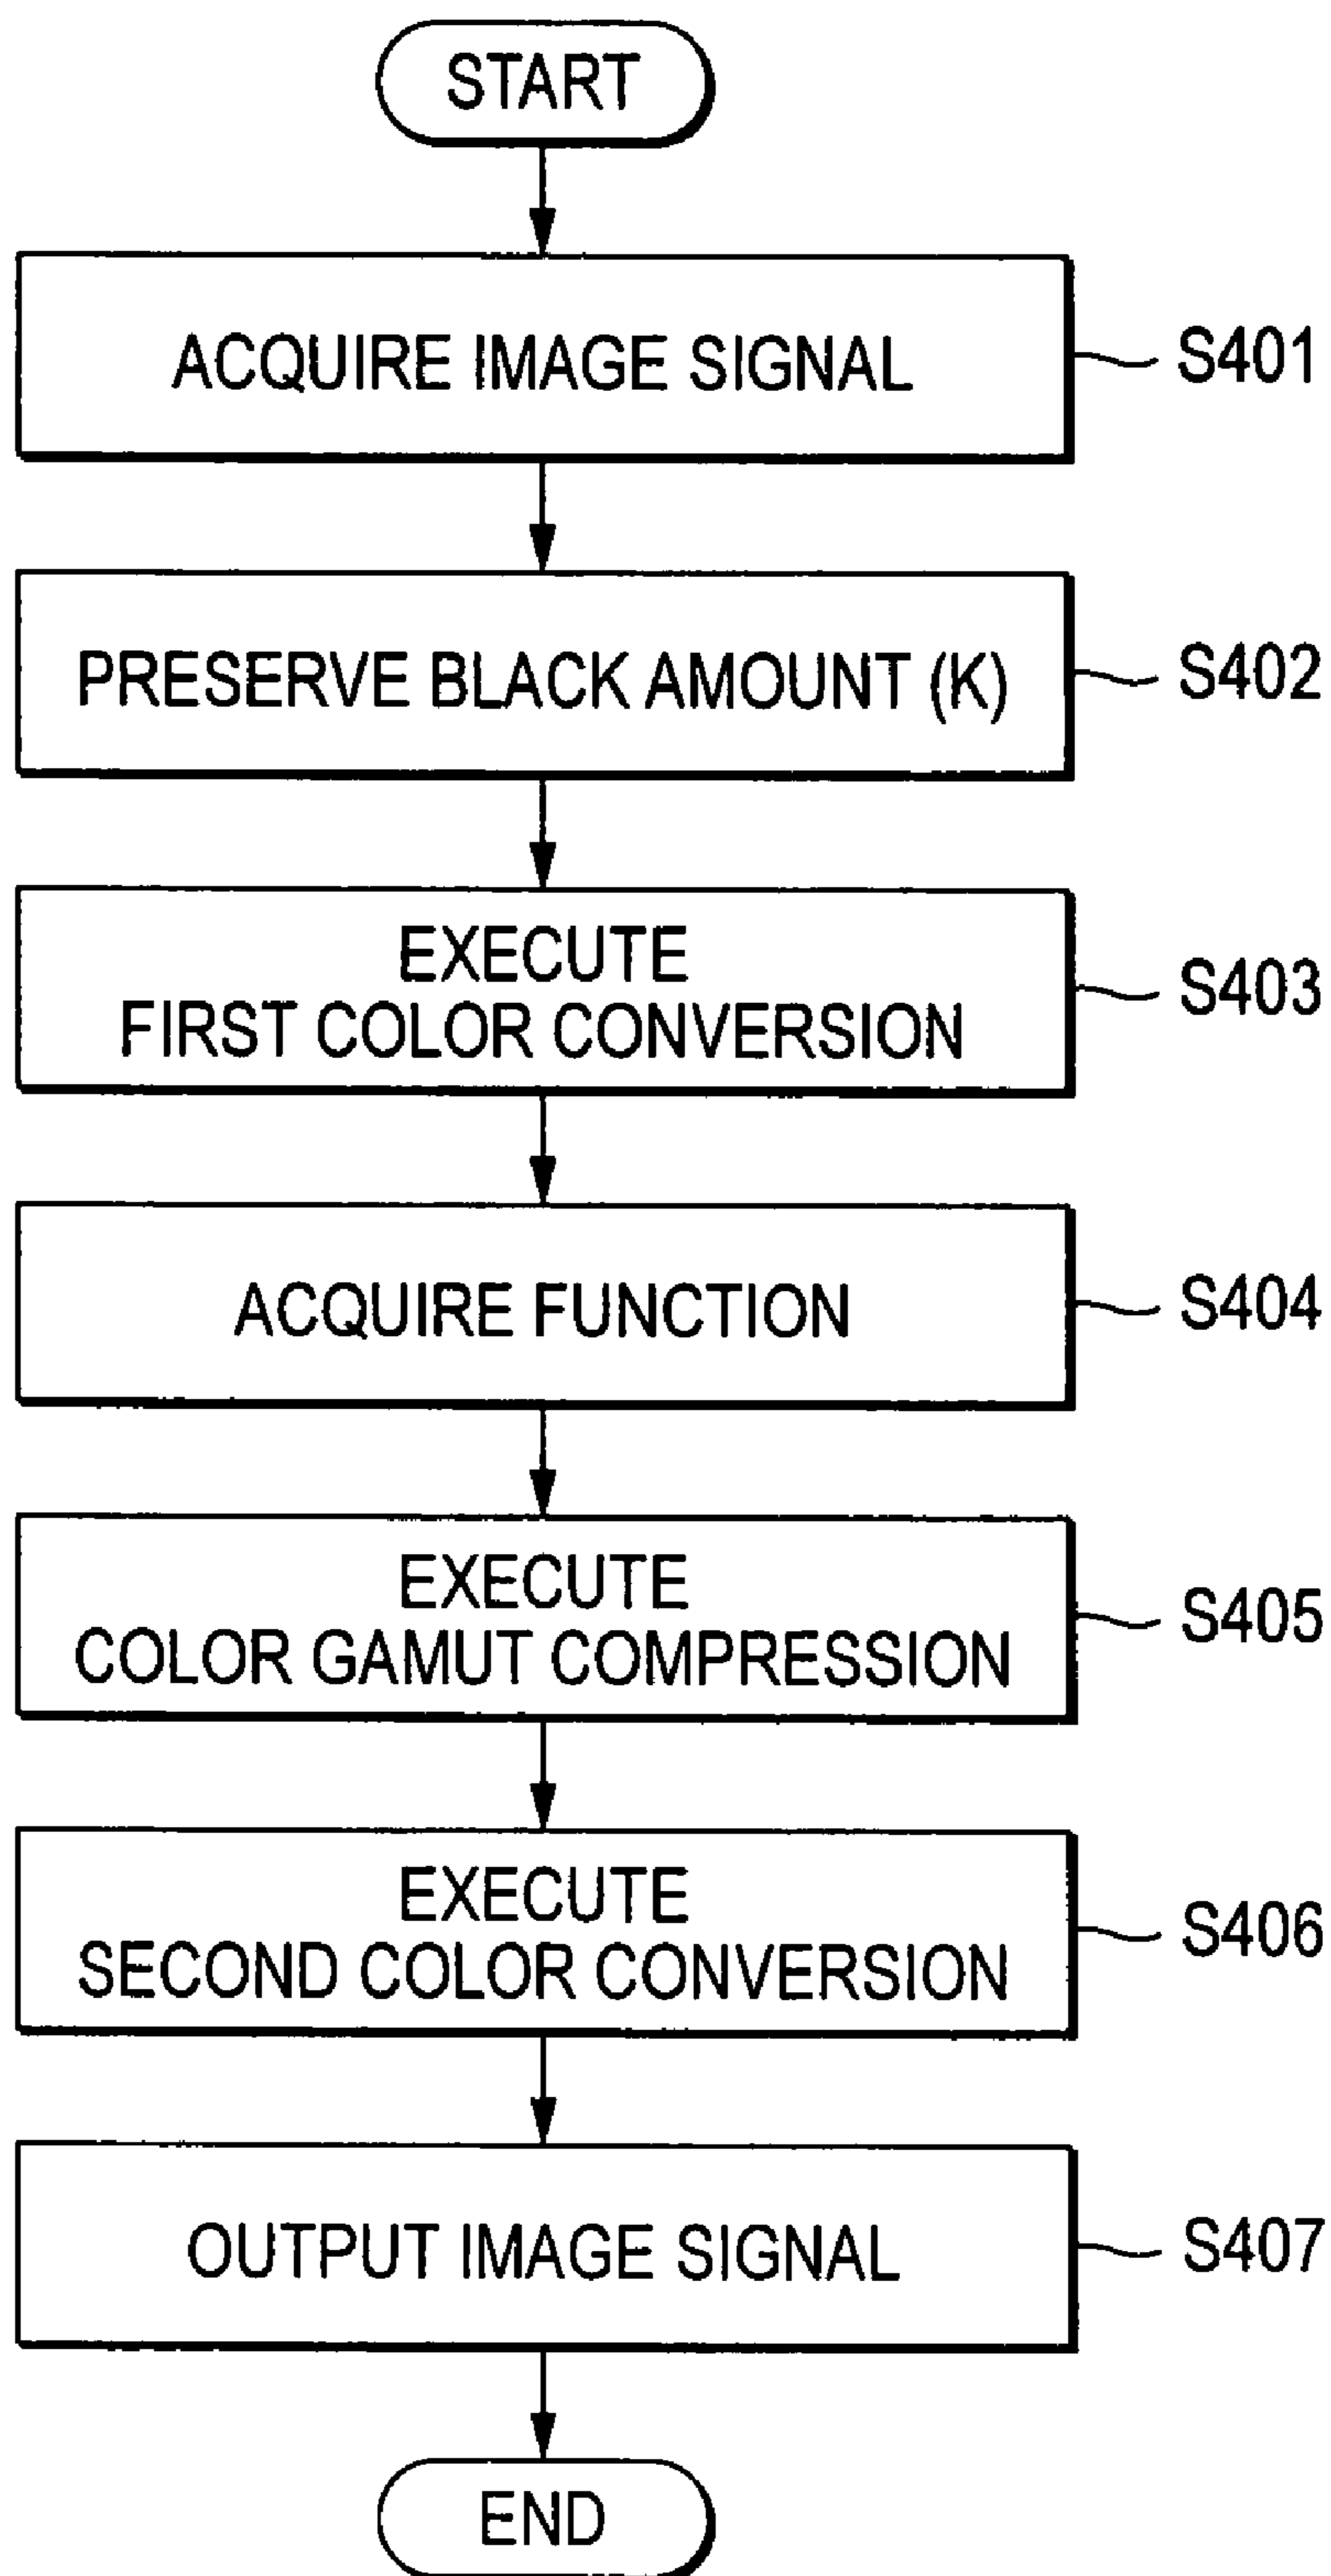 START
ACQUIRE IMAGE SIGNAL
S401
PRESERVE BLACK AMOUNT (K)
S402
EXECUTE
FIRST COLOR CONVERSION
S403
ACQUIRE FUNCTION
S404
EXECUTE
COLOR GAMUT COMPRESSION
S405
EXECUTE
SECOND COLOR CONVERSION
S406
OUTPUT IMAGE SIGNAL
S407
END